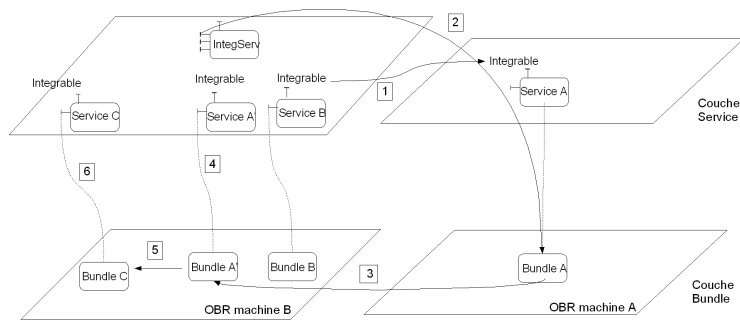 2
IntegServ
Integrable
Integrable
Integrable
Integrable
1
Service C
Service A'
Service B
Service A
Couche
Service
6
4
5
3
Bundle C
Bundle A'
Bundle B
Bundle A
Couche
Bundle
OBR machine B
OBR machine A